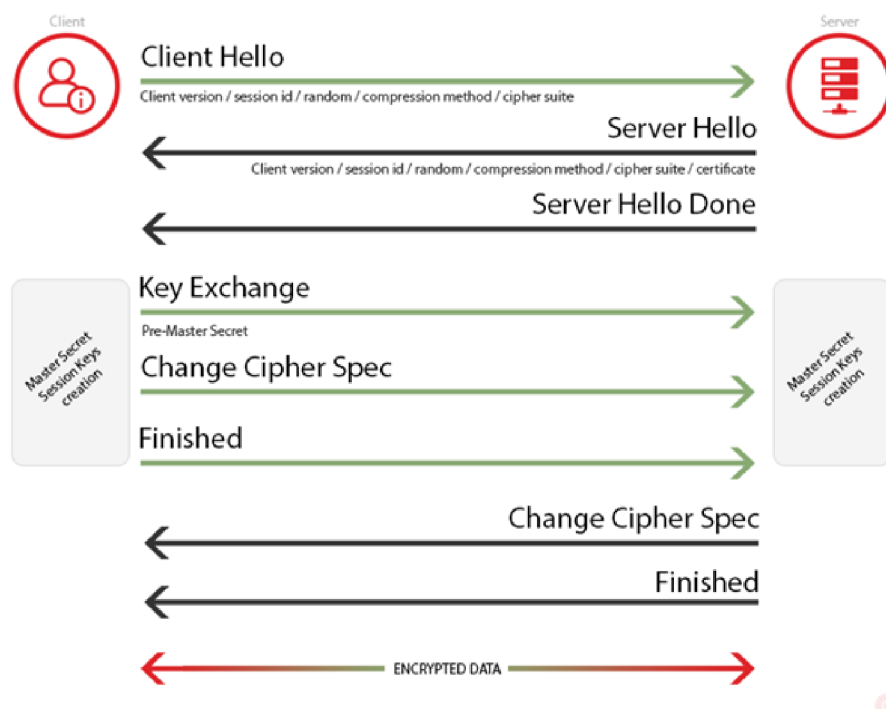 Client
Server
Client Hello
Client version / session id / random / compression method / cipher suite
Server Hello
Client version / session id / random / compression method / cipher suite / certificate
Server Hello Done
Key Exchange
Pre-Master Secret
Master Secret
Session Keys
creation
Master Secret
Session Keys
creation
Change Cipher Spec
Finished
Change Cipher Spec
Finished
ENCRYPTED DATA